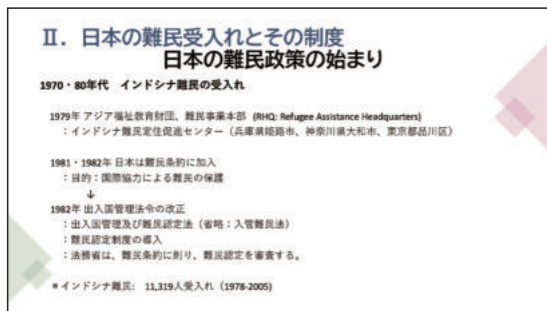 Ⅱ．日本の難民受入れとその制度
日本の難民政策の始まり
1970・80年代　インドシナ難民の受入れ
1979年 アジア福祉教育財団、難民事業本部 (RHQ: Refugee Assistance Headquarters)
：インドシナ難民定住促進センター（兵庫県姫路市、神奈川県大和市、東京都品川区）
1981・1982年 日本は難民条約に加入
：目的：国際協力による難民の保護
↓
1982年 出入国管理法令の改正
：出入国管理及び難民認定法（省略：入管難民法）
：難民認定制度の導入
：法務省は、難民条約に則り、難民認定を審査する。
＊インドシナ難民:　11,319人受入れ（1978-2005）